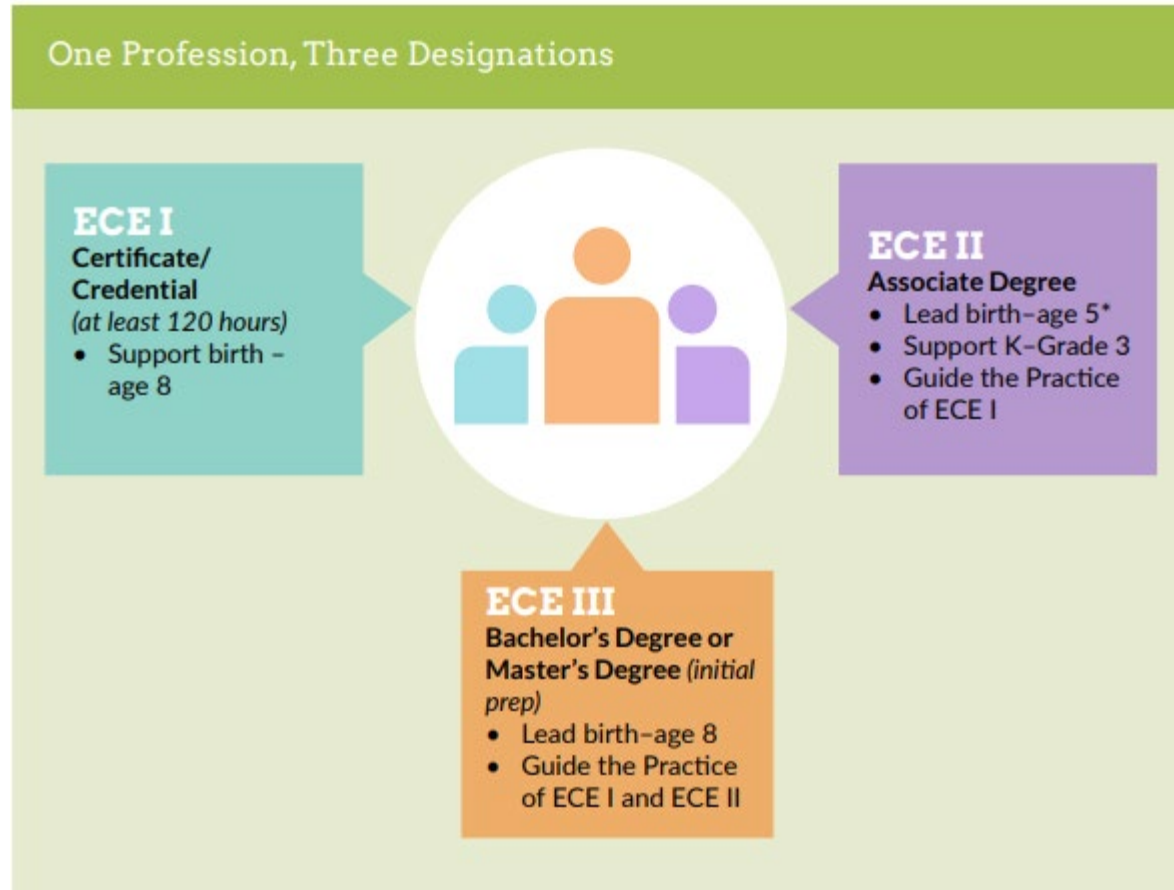 One Profession, Three Designations
ECE I
Certificate/
Credential
(at least 120 hours)
• Support birth –
age 8
ECE II
Associate Degree
• Lead birth–age 5*
• Support K–Grade 3
• Guide the Practice
of ECE I
ECE III
Bachelor's Degree or
Master's Degree (initial
prep)
• Lead birth–age 8
• Guide the Practice
of ECE I and ECE II